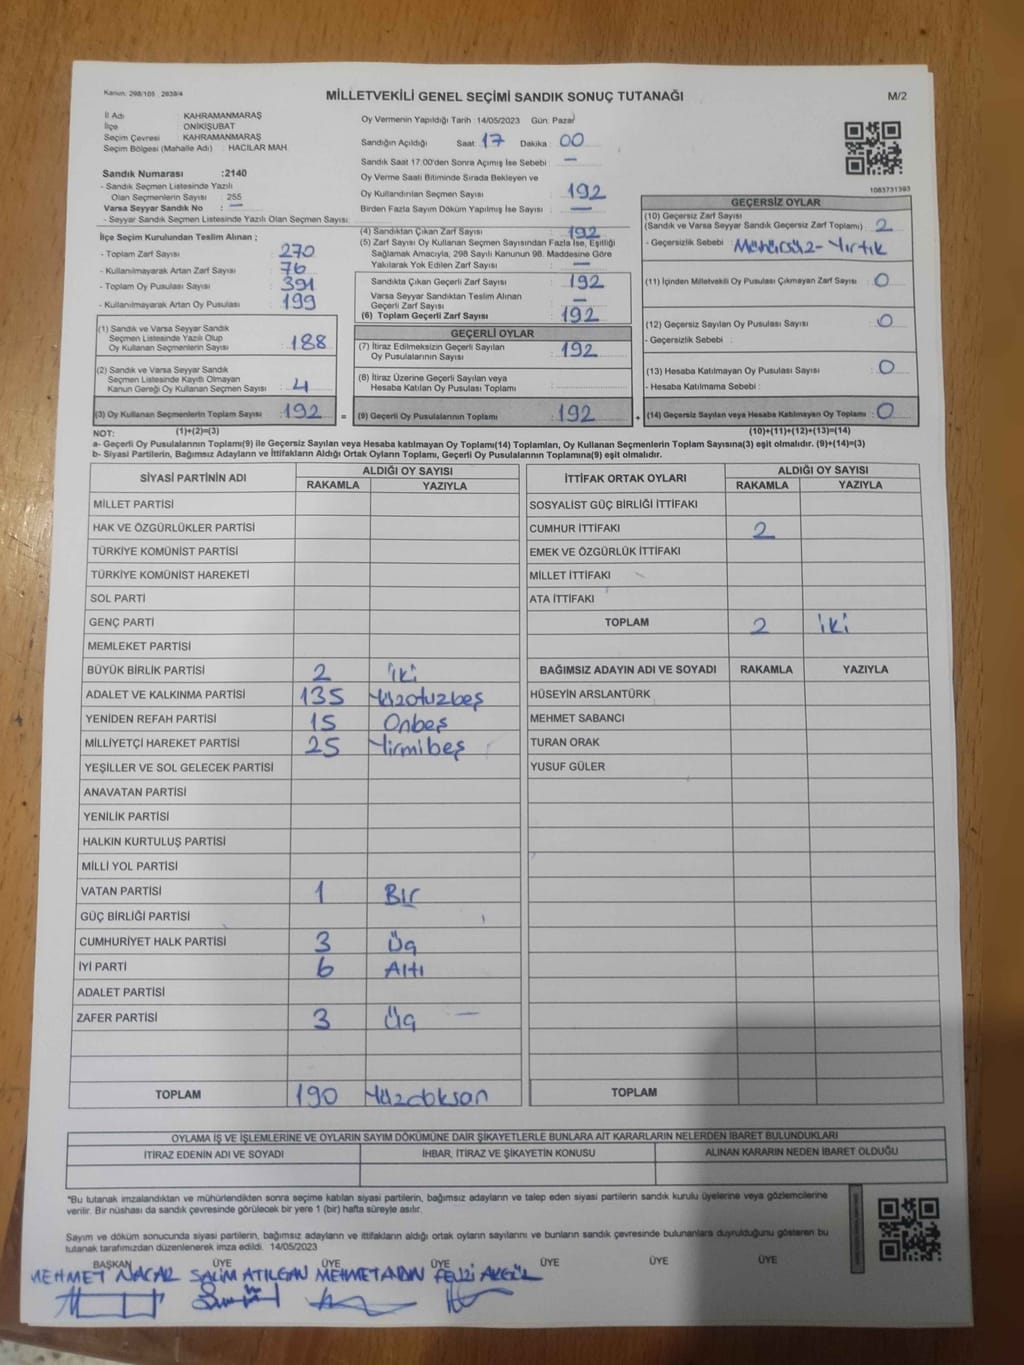 Kanun: 298/105 2839/4
MİLLETVEKİLİ GENEL SEÇİMİ SANDIK SONUÇ TUTANAĞI
M/2
İl Adı : KAHRAMANMARAŞ
İlçe : ONİKİŞUBAT
Seçim Çevresi : KAHRAMANMARAŞ
Seçim Bölgesi (Mahalle Adı) : HACILAR MAH.
Sandık Numarası :2140
- Sandık Seçmen Listesinde Yazılı
Olan Seçmenlerin Sayısı : 255
Varsa Seyyar Sandık No : —
- Seyyar Sandık Seçmen Listesinde Yazılı Olan Seçmen Sayısı:
Oy Vermenin Yapıldığı Tarih :14/05/2023 Gün: Pazar
Sandığın Açıldığı Saat: 17 Dakika: 00
Sandık Saat 17:00'den Sonra Açımış İse Sebebi : —
Oy Verme Saati Bitiminde Sırada Bekleyen ve
Oy Kullandırılan Seçmen Sayısı : 192
Birden Fazla Sayım Döküm Yapılmış İse Sayısı : —
1083731393
İlçe Seçim Kurulundan Teslim Alınan ;
- Toplam Zarf Sayısı : 270
- Kullanılmayarak Artan Zarf Sayısı : 76
- Toplam Oy Pusulası Sayısı : 391
- Kullanılmayarak Artan Oy Pusulası : 199
(4) Sandıktan Çıkan Zarf Sayısı : 192
(5) Zarf Sayısı Oy Kullanan Seçmen Sayısından Fazla İse, Eşitliği
Sağlamak Amacıyla, 298 Sayılı Kanunun 98. Maddesine Göre
Yakılarak Yok Edilen Zarf Sayısı : —
Sandıkta Çıkan Geçerli Zarf Sayısı : 192
Varsa Seyyar Sandıktan Teslim Alınan
Geçerli Zarf Sayısı : —
(6) Toplam Geçerli Zarf Sayısı : 192
GEÇERSİZ OYLAR
(10) Geçersiz Zarf Sayısı
(Sandık ve Varsa Seyyar Sandık Geçersiz Zarf Toplamı) : 2
- Geçersizlik Sebebi : Mühürsüz - Yırtık
(11) İçinden Milletvekili Oy Pusulası Çıkmayan Zarf Sayısı : 0
(12) Geçersiz Sayılan Oy Pusulası Sayısı : 0
- Geçersizlik Sebebi :
(13) Hesaba Katılmayan Oy Pusulası Sayısı : 0
- Hesaba Katılmama Sebebi :
(14) Geçersiz Sayılan veya Hesaba Katılmayan Oy Toplamı : 0
(1) Sandık ve Varsa Seyyar Sandık
Seçmen Listesinde Yazılı Olup
Oy Kullanan Seçmenlerin Sayısı : 188
(2) Sandık ve Varsa Seyyar Sandık
Seçmen Listesinde Kayıtlı Olmayan
Kanun Gereği Oy Kullanan Seçmen Sayısı : 4
(3) Oy Kullanan Seçmenlerin Toplam Sayısı : 192
GEÇERLİ OYLAR
(7) İtiraz Edilmeksizin Geçerli Sayılan
Oy Pusulalarının Sayısı : 192
(8) İtiraz Üzerine Geçerli Sayılan veya
Hesaba Katılan Oy Pusulası Toplamı :
= (9) Geçerli Oy Pusulalarının Toplamı : 192 +
NOT: (1)+(2)=(3) (10)+(11)+(12)+(13)=(14)
a- Geçerli Oy Pusulalarının Toplamı(9) ile Geçersiz Sayılan veya Hesaba katılmayan Oy Toplamı(14) Toplamları, Oy Kullanan Seçmenlerin Toplam Sayısına(3) eşit olmalıdır. (9)+(14)=(3)
b- Siyasi Partilerin, Bağımsız Adayların ve İttifakların Aldığı Ortak Oyların Toplamı, Geçerli Oy Pusulalarının Toplamına(9) eşit olmalıdır.
SİYASİ PARTİNİN ADI ALDIĞI OY SAYISI
RAKAMLA YAZIYLA
MİLLET PARTİSİ
HAK VE ÖZGÜRLÜKLER PARTİSİ
TÜRKİYE KOMÜNİST PARTİSİ
TÜRKİYE KOMÜNİST HAREKETİ
SOL PARTİ
GENÇ PARTİ
MEMLEKET PARTİSİ
BÜYÜK BİRLİK PARTİSİ 2 iki
ADALET VE KALKINMA PARTİSİ 135 Yüzotuzbeş
YENİDEN REFAH PARTİSİ 15 Onbeş
MİLLİYETÇİ HAREKET PARTİSİ 25 Yirmibeş
YEŞİLLER VE SOL GELECEK PARTİSİ
ANAVATAN PARTİSİ
YENİLİK PARTİSİ
HALKIN KURTULUŞ PARTİSİ
MİLLİ YOL PARTİSİ
VATAN PARTİSİ 1 Bir
GÜÇ BİRLİĞİ PARTİSİ
CUMHURİYET HALK PARTİSİ 3 Üç
İYİ PARTİ 6 Altı
ADALET PARTİSİ
ZAFER PARTİSİ 3 Üç —
TOPLAM 190 Yüzdoksan
İTTİFAK ORTAK OYLARI ALDIĞI OY SAYISI
RAKAMLA YAZIYLA
SOSYALİST GÜÇ BİRLİĞİ İTTİFAKI
CUMHUR İTTİFAKI 2
EMEK VE ÖZGÜRLÜK İTTİFAKI
MİLLET İTTİFAKI
ATA İTTİFAKI
TOPLAM 2 iki
BAĞIMSIZ ADAYIN ADI VE SOYADI RAKAMLA YAZIYLA
HÜSEYİN ARSLANTÜRK
MEHMET SABANCI
TURAN ORAK
YUSUF GÜLER
TOPLAM
OYLAMA İŞ VE İŞLEMLERİNE VE OYLARIN SAYIM DÖKÜMÜNE DAİR ŞİKAYETLERLE BUNLARA AİT KARARLARIN NELERDEN İBARET BULUNDUKLARI
İTİRAZ EDENİN ADI VE SOYADI İHBAR, İTİRAZ VE ŞİKAYETİN KONUSU ALINAN KARARIN NEDEN İBARET OLDUĞU
"Bu tutanak imzalandıktan ve mühürlendikten sonra seçime katılan siyasi partilerin, bağımsız adayların ve talep eden siyasi partilerin sandık kurulu üyelerine veya gözlemcilerine
verilir. Bir nüshası da sandık çevresinde görülecek bir yere 1 (bir) hafta süreyle asılır.
Sayım ve döküm sonucunda siyasi partilerin, bağımsız adayların ve ittifakların aldığı ortak oyların sayılarını ve bunların sandık çevresinde bulunanlara duyrulduğunu gösteren bu
tutanak tarafımızdan düzenlenerek imza edildi. 14/05/2023
BAŞKAN ÜYE ÜYE ÜYE ÜYE ÜYE ÜYE
MEHMET NACAR SALİM ATILGAN MEHMET AYDIN FEVZİ AKGÜL